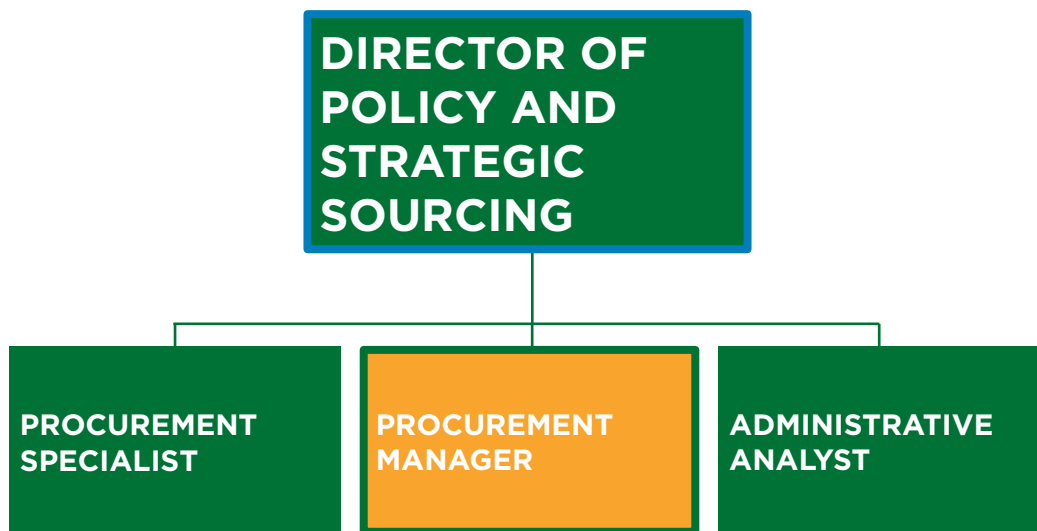 DIRECTOR OF
POLICY AND
STRATEGIC
SOURCING
PROCUREMENT
SPECIALIST
PROCUREMENT
MANAGER
ADMINISTRATIVE
ANALYST